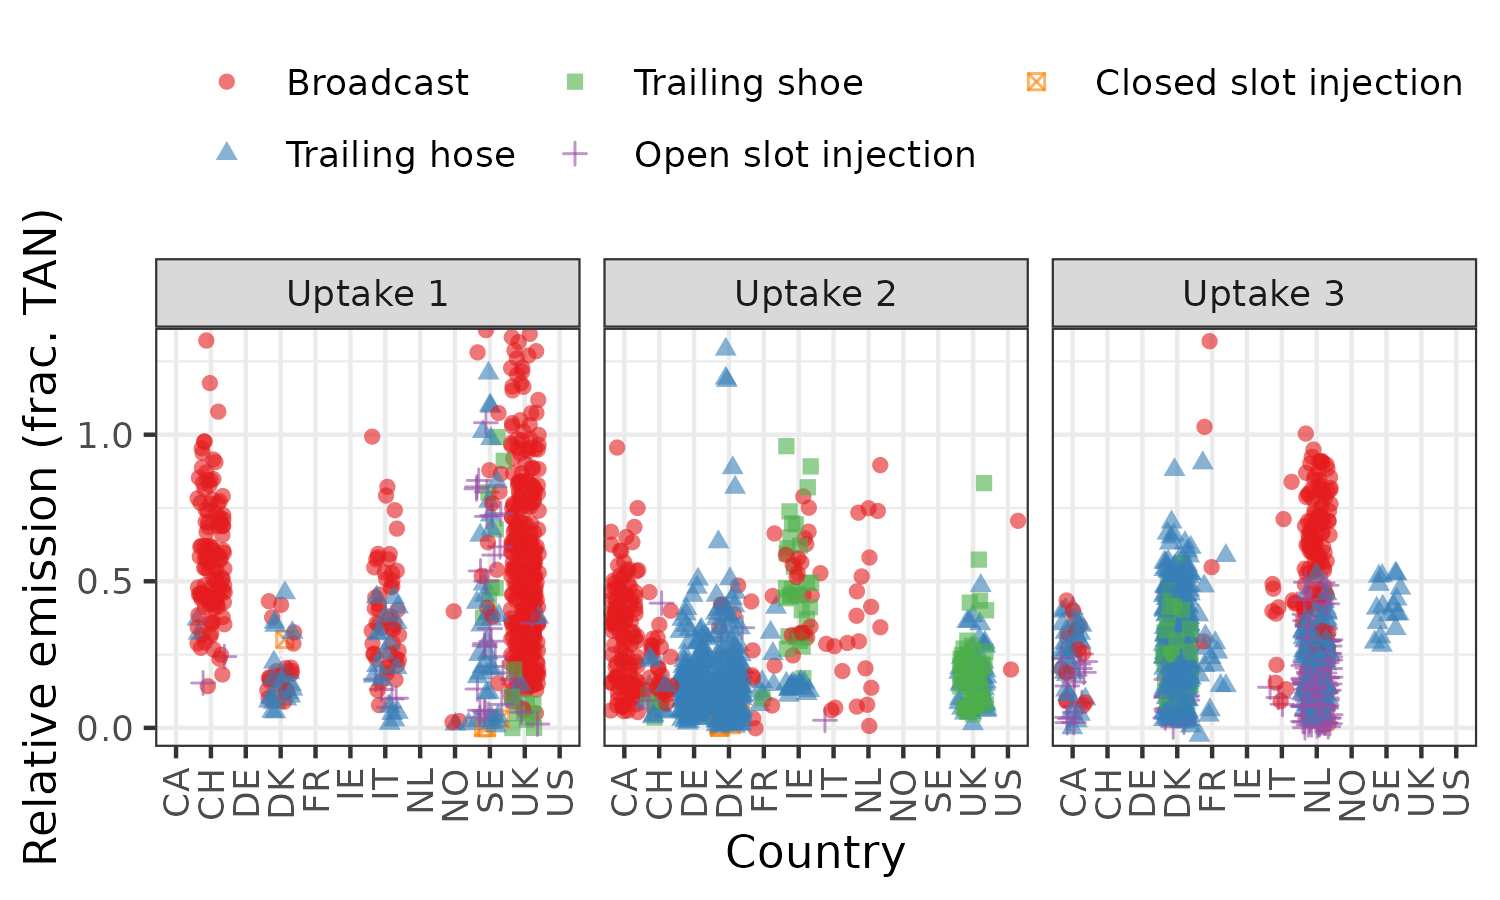 Broadcast Trailing shoe Closed slot injection
Trailing hose Open slot injection
Relative emission (frac. TAN)
Uptake 1 Uptake 2 Uptake 3
1.0
0.5
0.0
CA CH DE DK FR IE IT NL NO SE UK US CA CH DE DK FR IE IT NL NO SE UK US CA CH DE DK FR IE IT NL NO SE UK US
Country